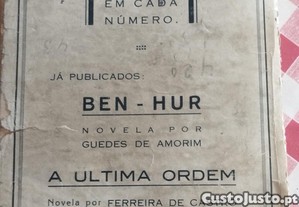 EM CADA
NÚMERO.
JÁ PUBLICADOS:
BEN - HUR
NOVELA POR
GUEDES DE AMORIM
A ULTIMA ORDEM
Novela por FERREIRA DE
CustoJusto.pt